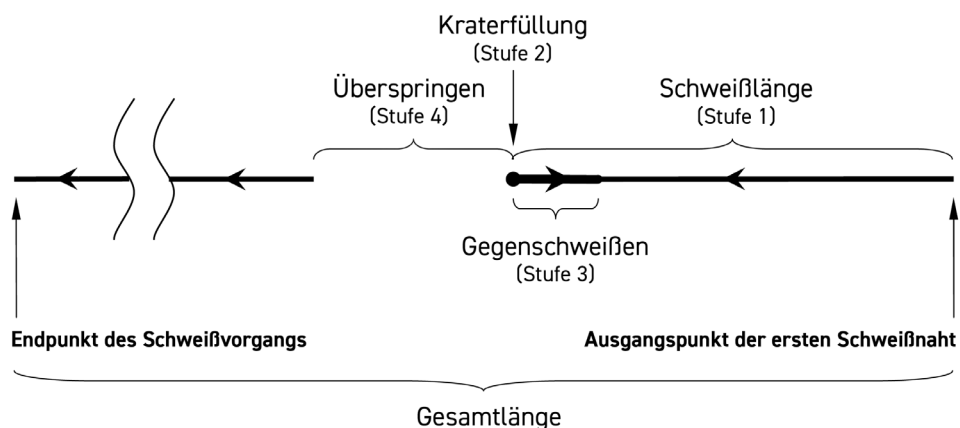 Kraterfüllung
(Stufe 2)
Überspringen
(Stufe 4)
Schweißlänge
(Stufe 1)
Gegenschweißen
(Stufe 3)
Endpunkt des Schweißvorgangs
Ausgangspunkt der ersten Schweißnaht
Gesamtlänge